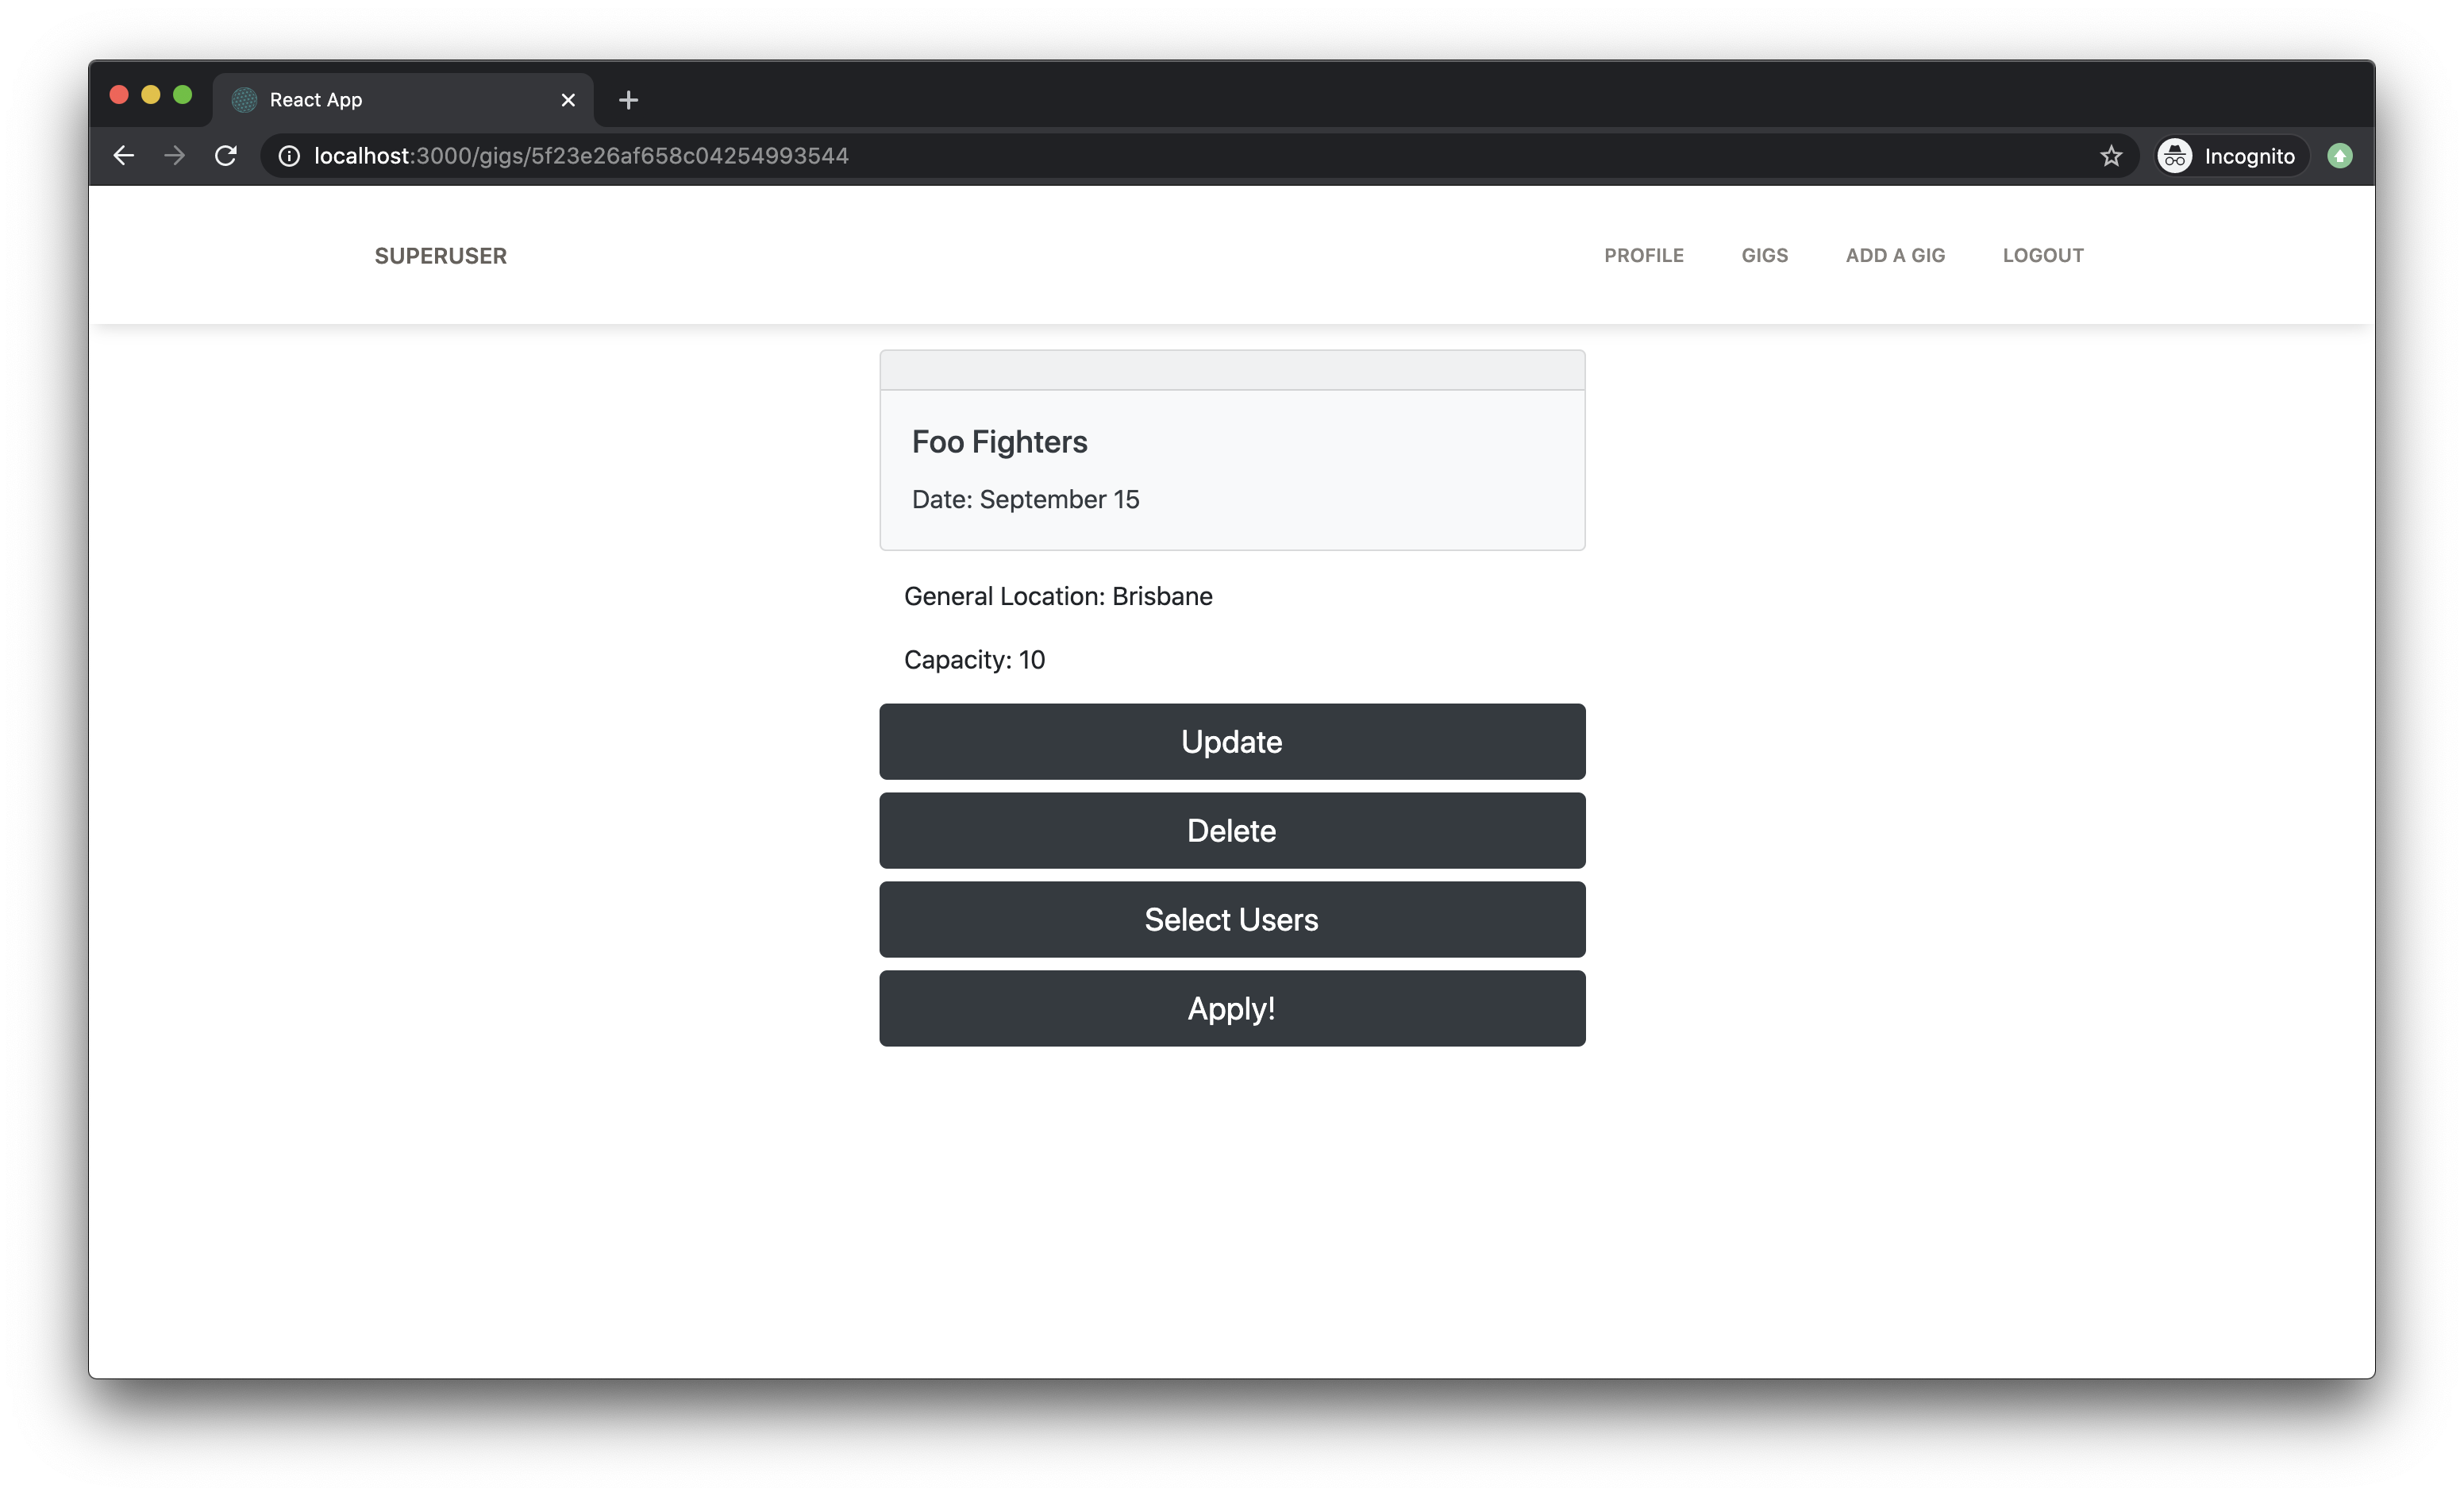 React App
localhost:3000/gigs/5f23e26af658c04254993544
Incognito
SUPERUSER PROFILE GIGS ADD A GIG LOGOUT
Foo Fighters
Date: September 15
General Location: Brisbane
Capacity: 10
Update
Delete
Select Users
Apply!